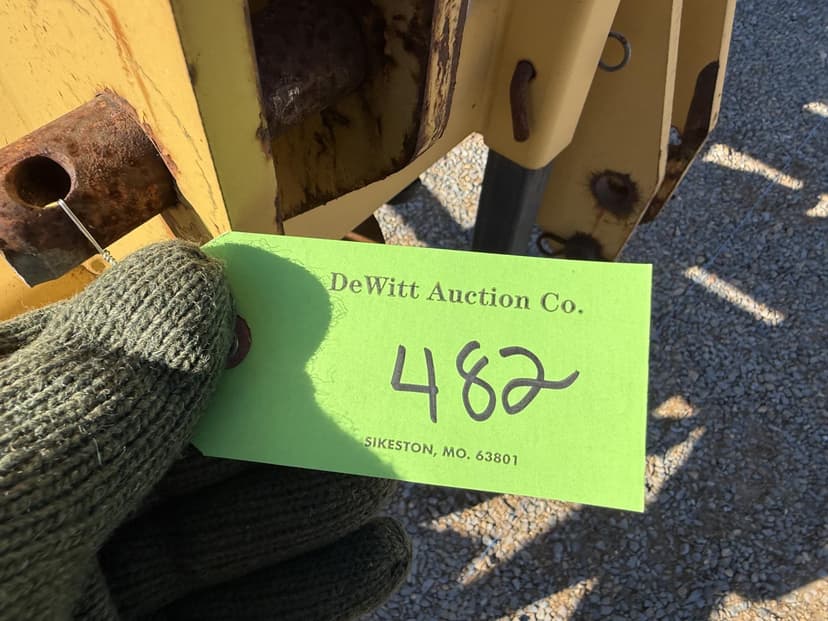 DeWitt Auction Co.
482
SIKESTON, MO. 63801